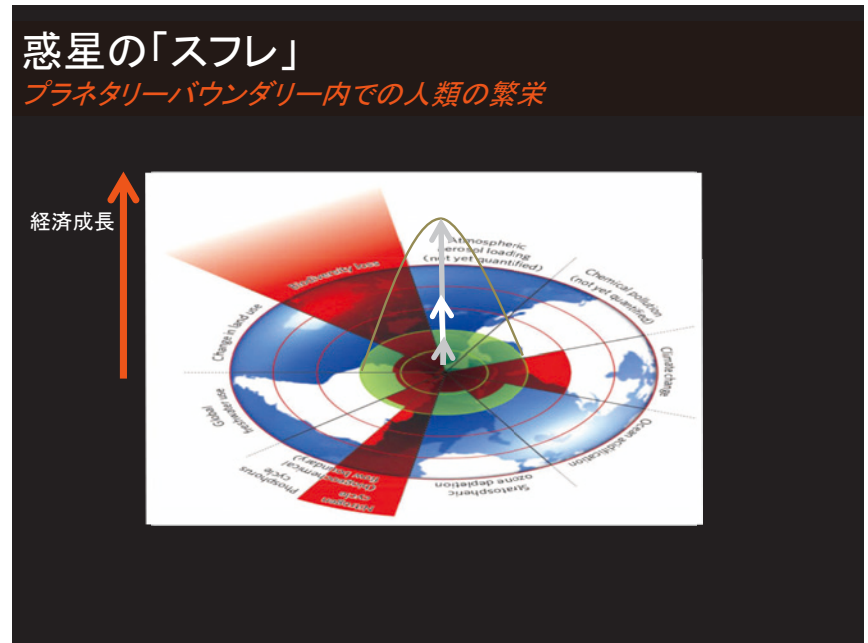 惑星の「スフレ」
プラネタリーバウンダリー内での人類の繁栄
経済成長
Atmospheric
aerosol loading
(not yet quantified)
Chemical pollution
(not yet quantified)
Climate change
Ocean acidification
Stratospheric
ozone depletion
Nitrogen
cycle
(biogeochemical
flow boundary)
Phosphorus
cycle
Global
freshwater use
Change in land use
Biodiversity loss